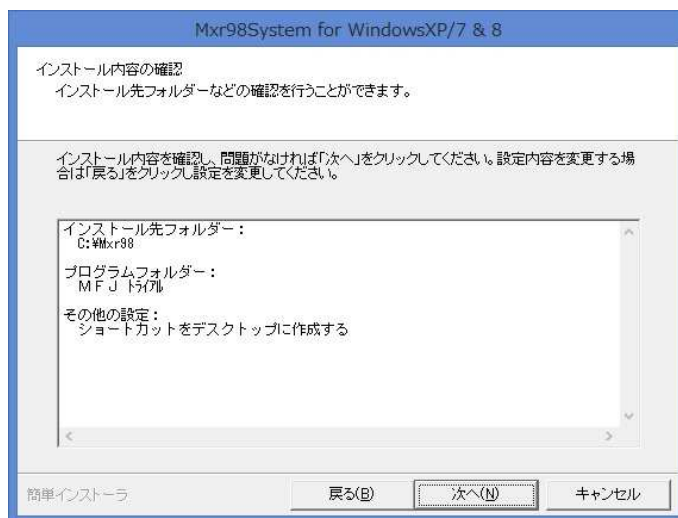 Mxr98System for WindowsXP/7 & 8
インストール内容の確認
インストール先フォルダーなどの確認を行うことができます。
インストール内容を確認し、問題がなければ「次へ」をクリックしてください。設定内容を変更する場
合は「戻る」をクリックし設定を変更してください。
インストール先フォルダー：
C:¥Mxr98
プログラムフォルダー：
ＭＦＪ ﾄﾗｲｱﾙ
その他の設定：
ショートカットをデスクトップに作成する
簡単インストーラ
戻る(B)
次へ(N)
キャンセル